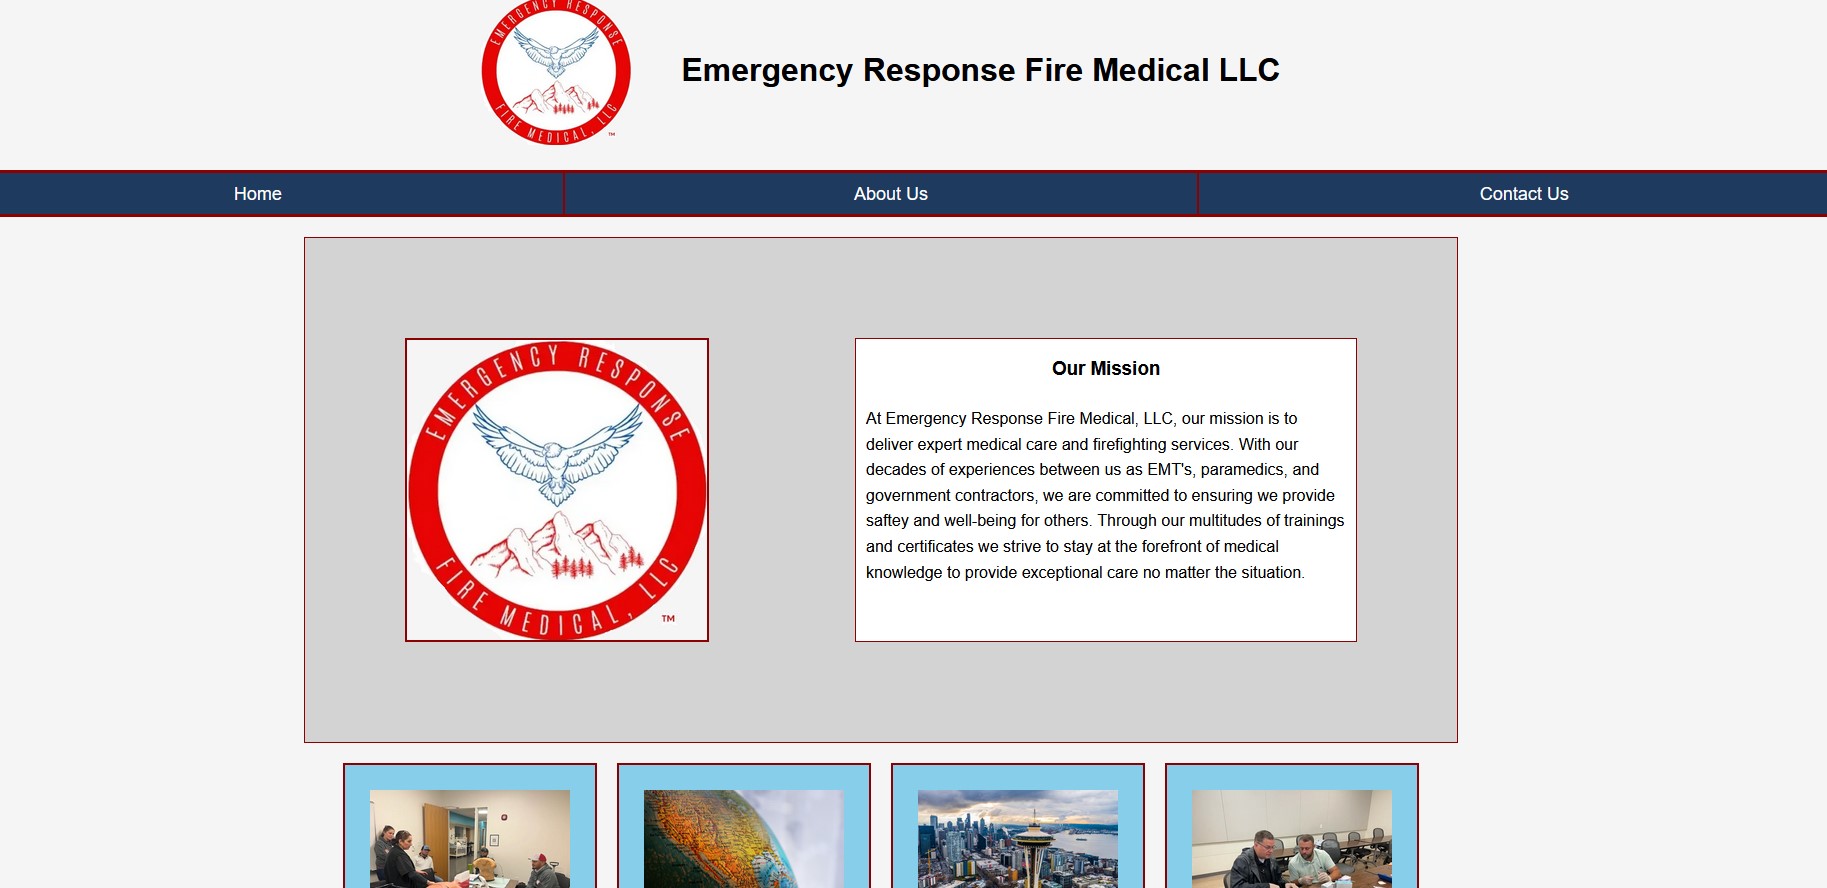 EMERGENCY RESPONSE
FIRE MEDICAL, LLC
TM
Emergency Response Fire Medical LLC
Home
About Us
Contact Us
EMERGENCY RESPONSE
FIRE MEDICAL, LLC
TM
Our Mission
At Emergency Response Fire Medical, LLC, our mission is to
deliver expert medical care and firefighting services. With our
decades of experiences between us as EMT's, paramedics, and
government contractors, we are committed to ensuring we provide
saftey and well-being for others. Through our multitudes of trainings
and certificates we strive to stay at the forefront of medical
knowledge to provide exceptional care no matter the situation.